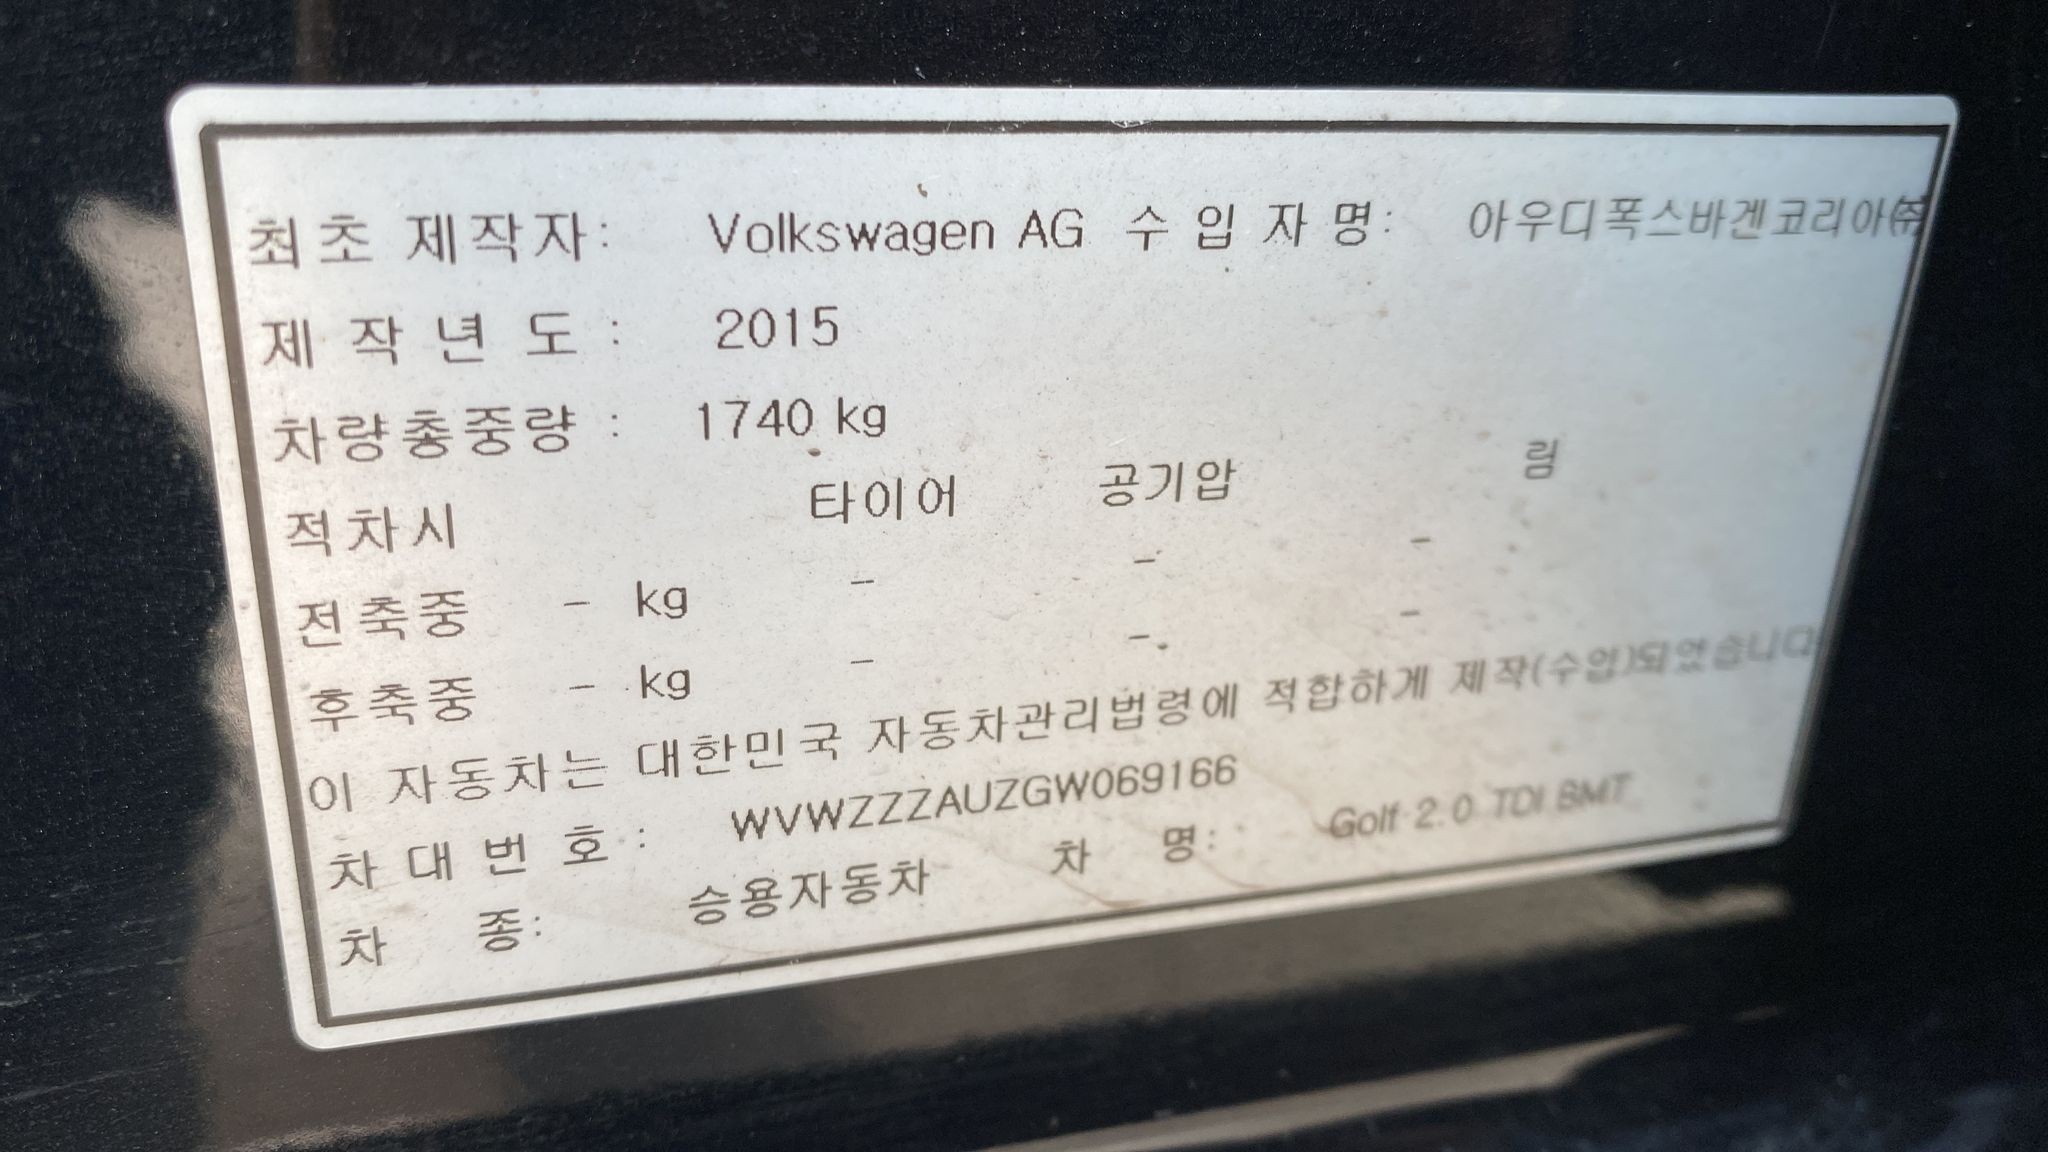 최초 제작자: Volkswagen AG 수 입 자 명: 아우디폭스바겐코리아㈜
제 작 년 도 : 2015
차량총중량 : 1740 kg
적차시 타이어 공기압 림
전축중 - kg - - -
후축중 - kg - - -
이 자동차는 대한민국 자동차관리법령에 적합하게 제작(수입)되었습니다
차 대 번 호 : WVWZZZAUZGW069166
차 종: 승용자동차 차 명: Golf 2.0 TDI BMT